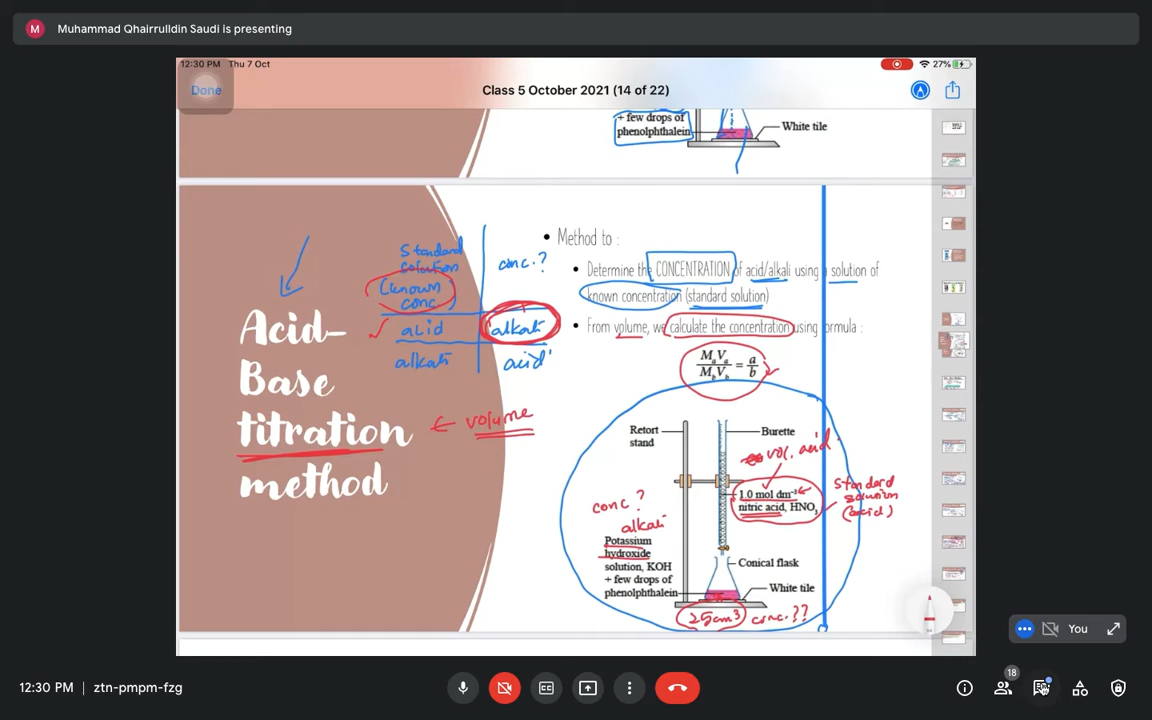 M
Muhammad Qhairrulldin Saudi is presenting
12:30 PM Thu 7 Oct
27%
Done
Class 5 October 2021 (14 of 22)
+ few drops of
phenolphthalein
White tile
Acid–
Base
titration
method
← volume
Standard
solution
(known
conc)
conc.?
acid
alkali
alkali
acid
Method to :
Determine the CONCENTRATION of acid/alkali using a solution of
known concentration (standard solution)
From volume, we calculate the concentration using formula :
MaVa
MbVb
= a
b
Retort
stand
Burette
vol. acid
1.0 mol dm⁻³
nitric acid, HNO3
standard
solution
(acid)
conc?
alkali
Potassium
hydroxide
solution, KOH
+ few drops of
phenolphthalein
Conical flask
White tile
25cm³ conc.??
You
12:30 PM | ztn-pmpm-fzg
18